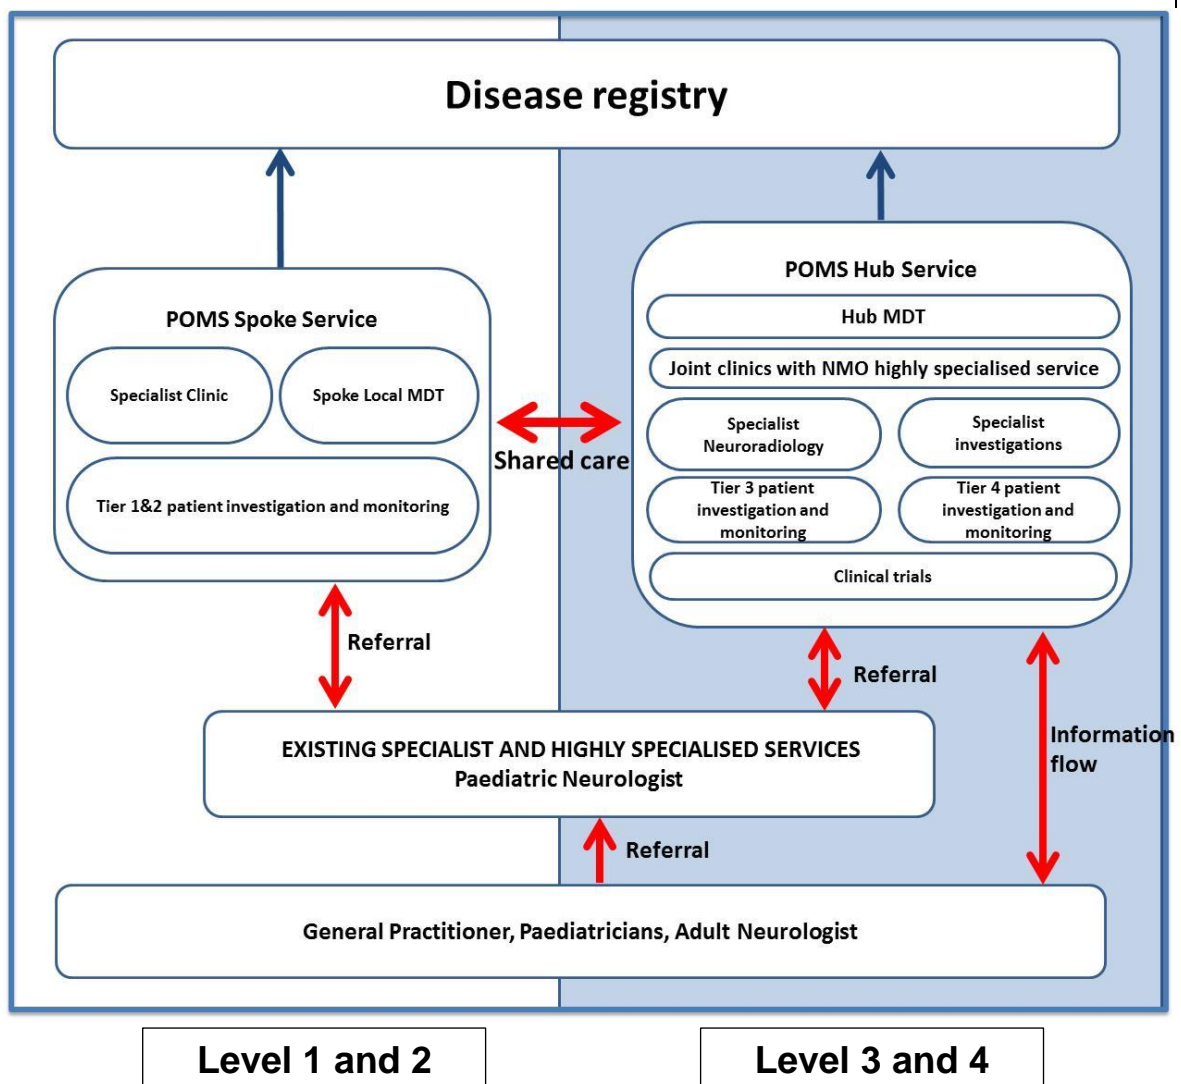 Disease registry
POMS Spoke Service
Specialist Clinic
Spoke Local MDT
Tier 1&2 patient investigation and monitoring
Shared care
POMS Hub Service
Hub MDT
Joint clinics with NMO highly specialised service
Specialist
Neuroradiology
Specialist
investigations
Tier 3 patient
investigation and
monitoring
Tier 4 patient
investigation and
monitoring
Clinical trials
Referral
Referral
Information
flow
EXISTING SPECIALIST AND HIGHLY SPECIALISED SERVICES
Paediatric Neurologist
Referral
General Practitioner, Paediatricians, Adult Neurologist
Level 1 and 2
Level 3 and 4